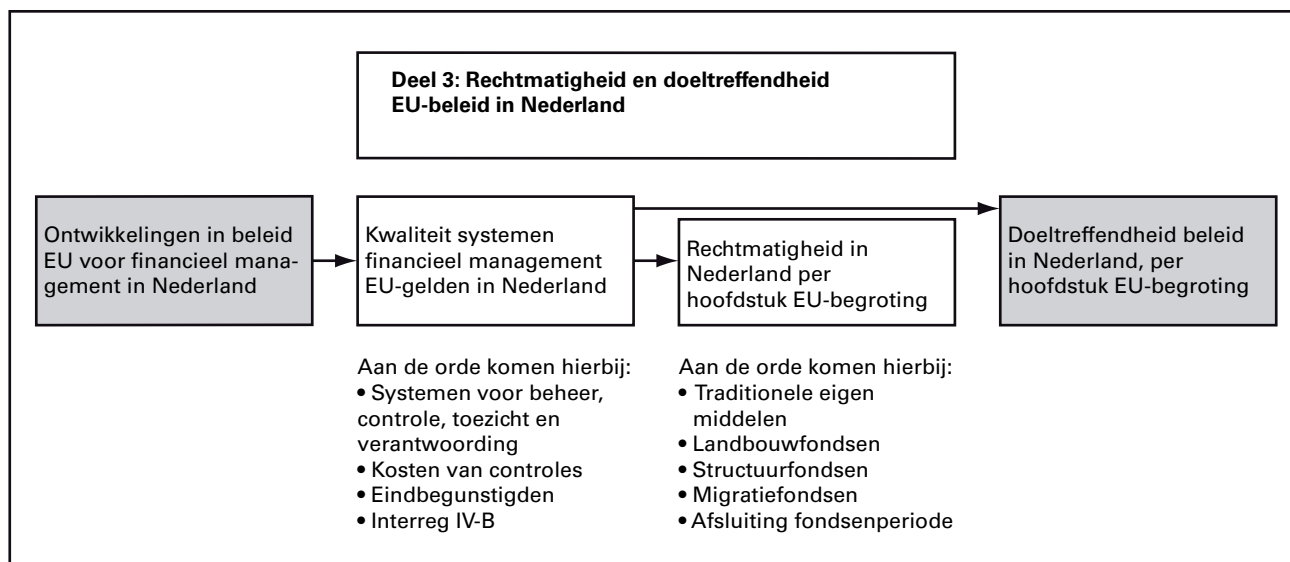 Deel 3: Rechtmatigheid en doeltreffendheid
EU-beleid in Nederland
Ontwikkelingen in beleid
EU voor financieel mana-
gement in Nederland
Kwaliteit systemen
financieel management
EU-gelden in Nederland
Rechtmatigheid in
Nederland per
hoofdstuk EU-begroting
Doeltreffendheid beleid
in Nederland, per
hoofdstuk EU-begroting
Aan de orde komen hierbij:
• Systemen voor beheer,
controle, toezicht en
verantwoording
• Kosten van controles
• Eindbegunstigden
• Interreg IV-B
Aan de orde komen hierbij:
• Traditionele eigen
middelen
• Landbouwfondsen
• Structuurfondsen
• Migratiefondsen
• Afsluiting fondsenperiode